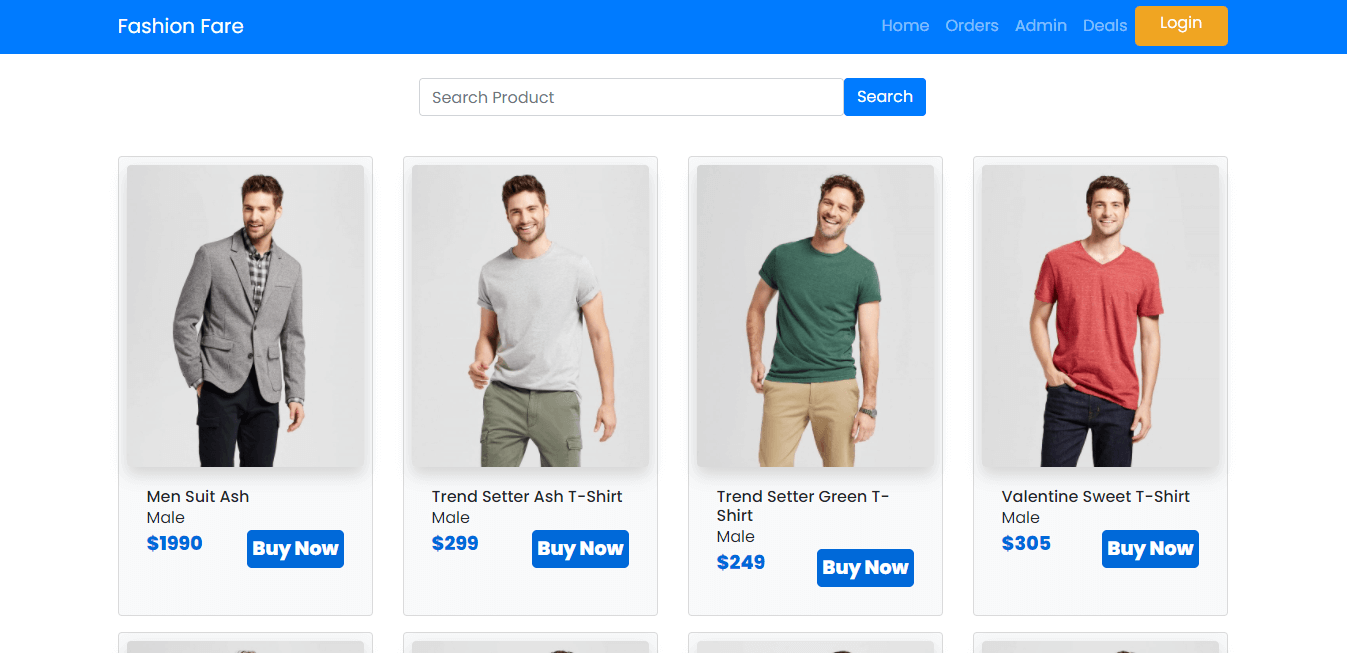 Fashion Fare
Home Orders Admin Deals Login
Search Product Search
Men Suit Ash
Male
$1990 Buy Now
Trend Setter Ash T-Shirt
Male
$299 Buy Now
Trend Setter Green T-
Shirt
Male
$249 Buy Now
Valentine Sweet T-Shirt
Male
$305 Buy Now